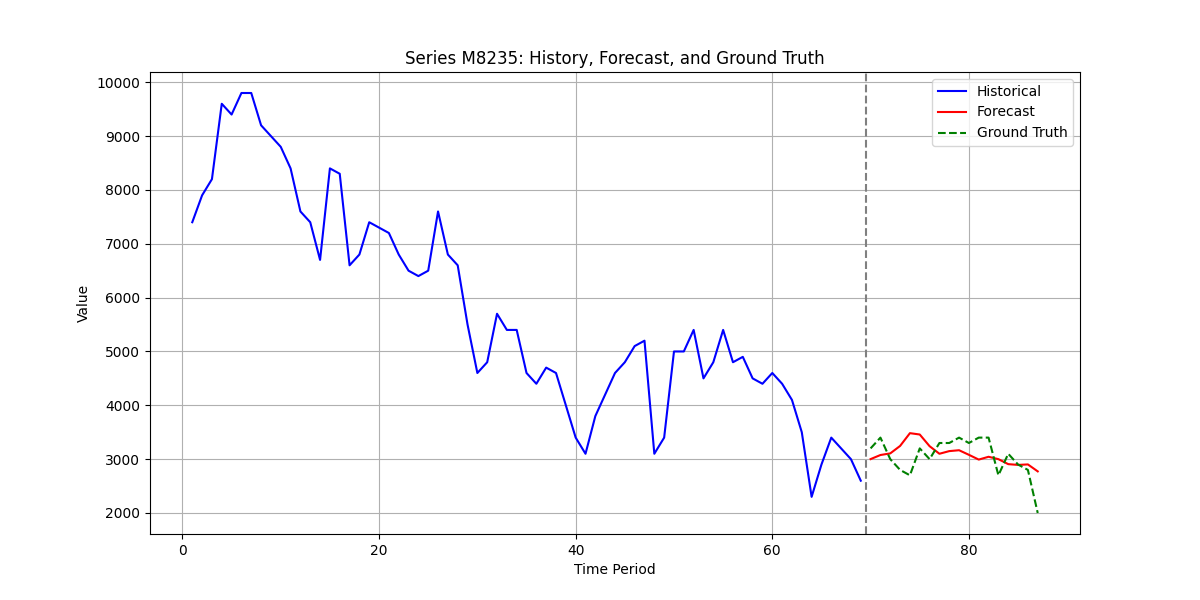 Series M8235: History, Forecast, and Ground Truth
Historical
Forecast
Ground Truth
10000
9000
8000
7000
6000
5000
4000
3000
2000
Value
0 20 40 60 80
Time Period